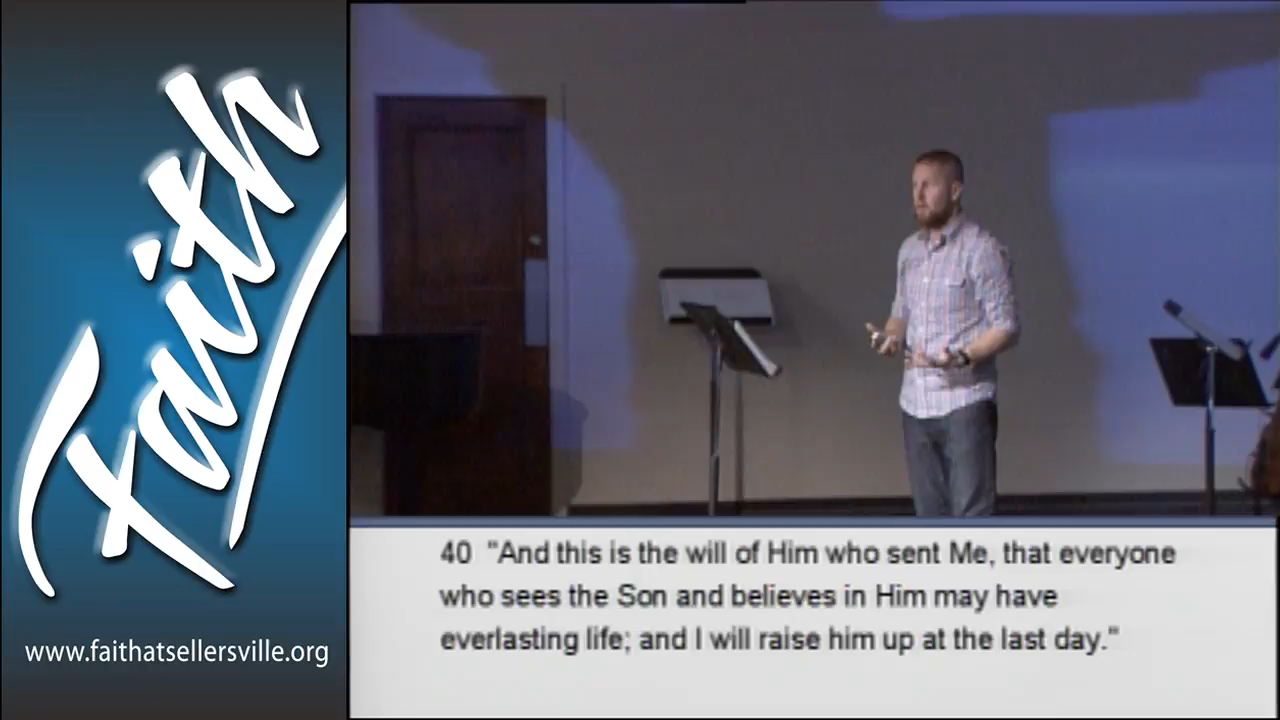 Faith
www.faithatsellersville.org
40 "And this is the will of Him who sent Me, that everyone
who sees the Son and believes in Him may have
everlasting life; and I will raise him up at the last day."